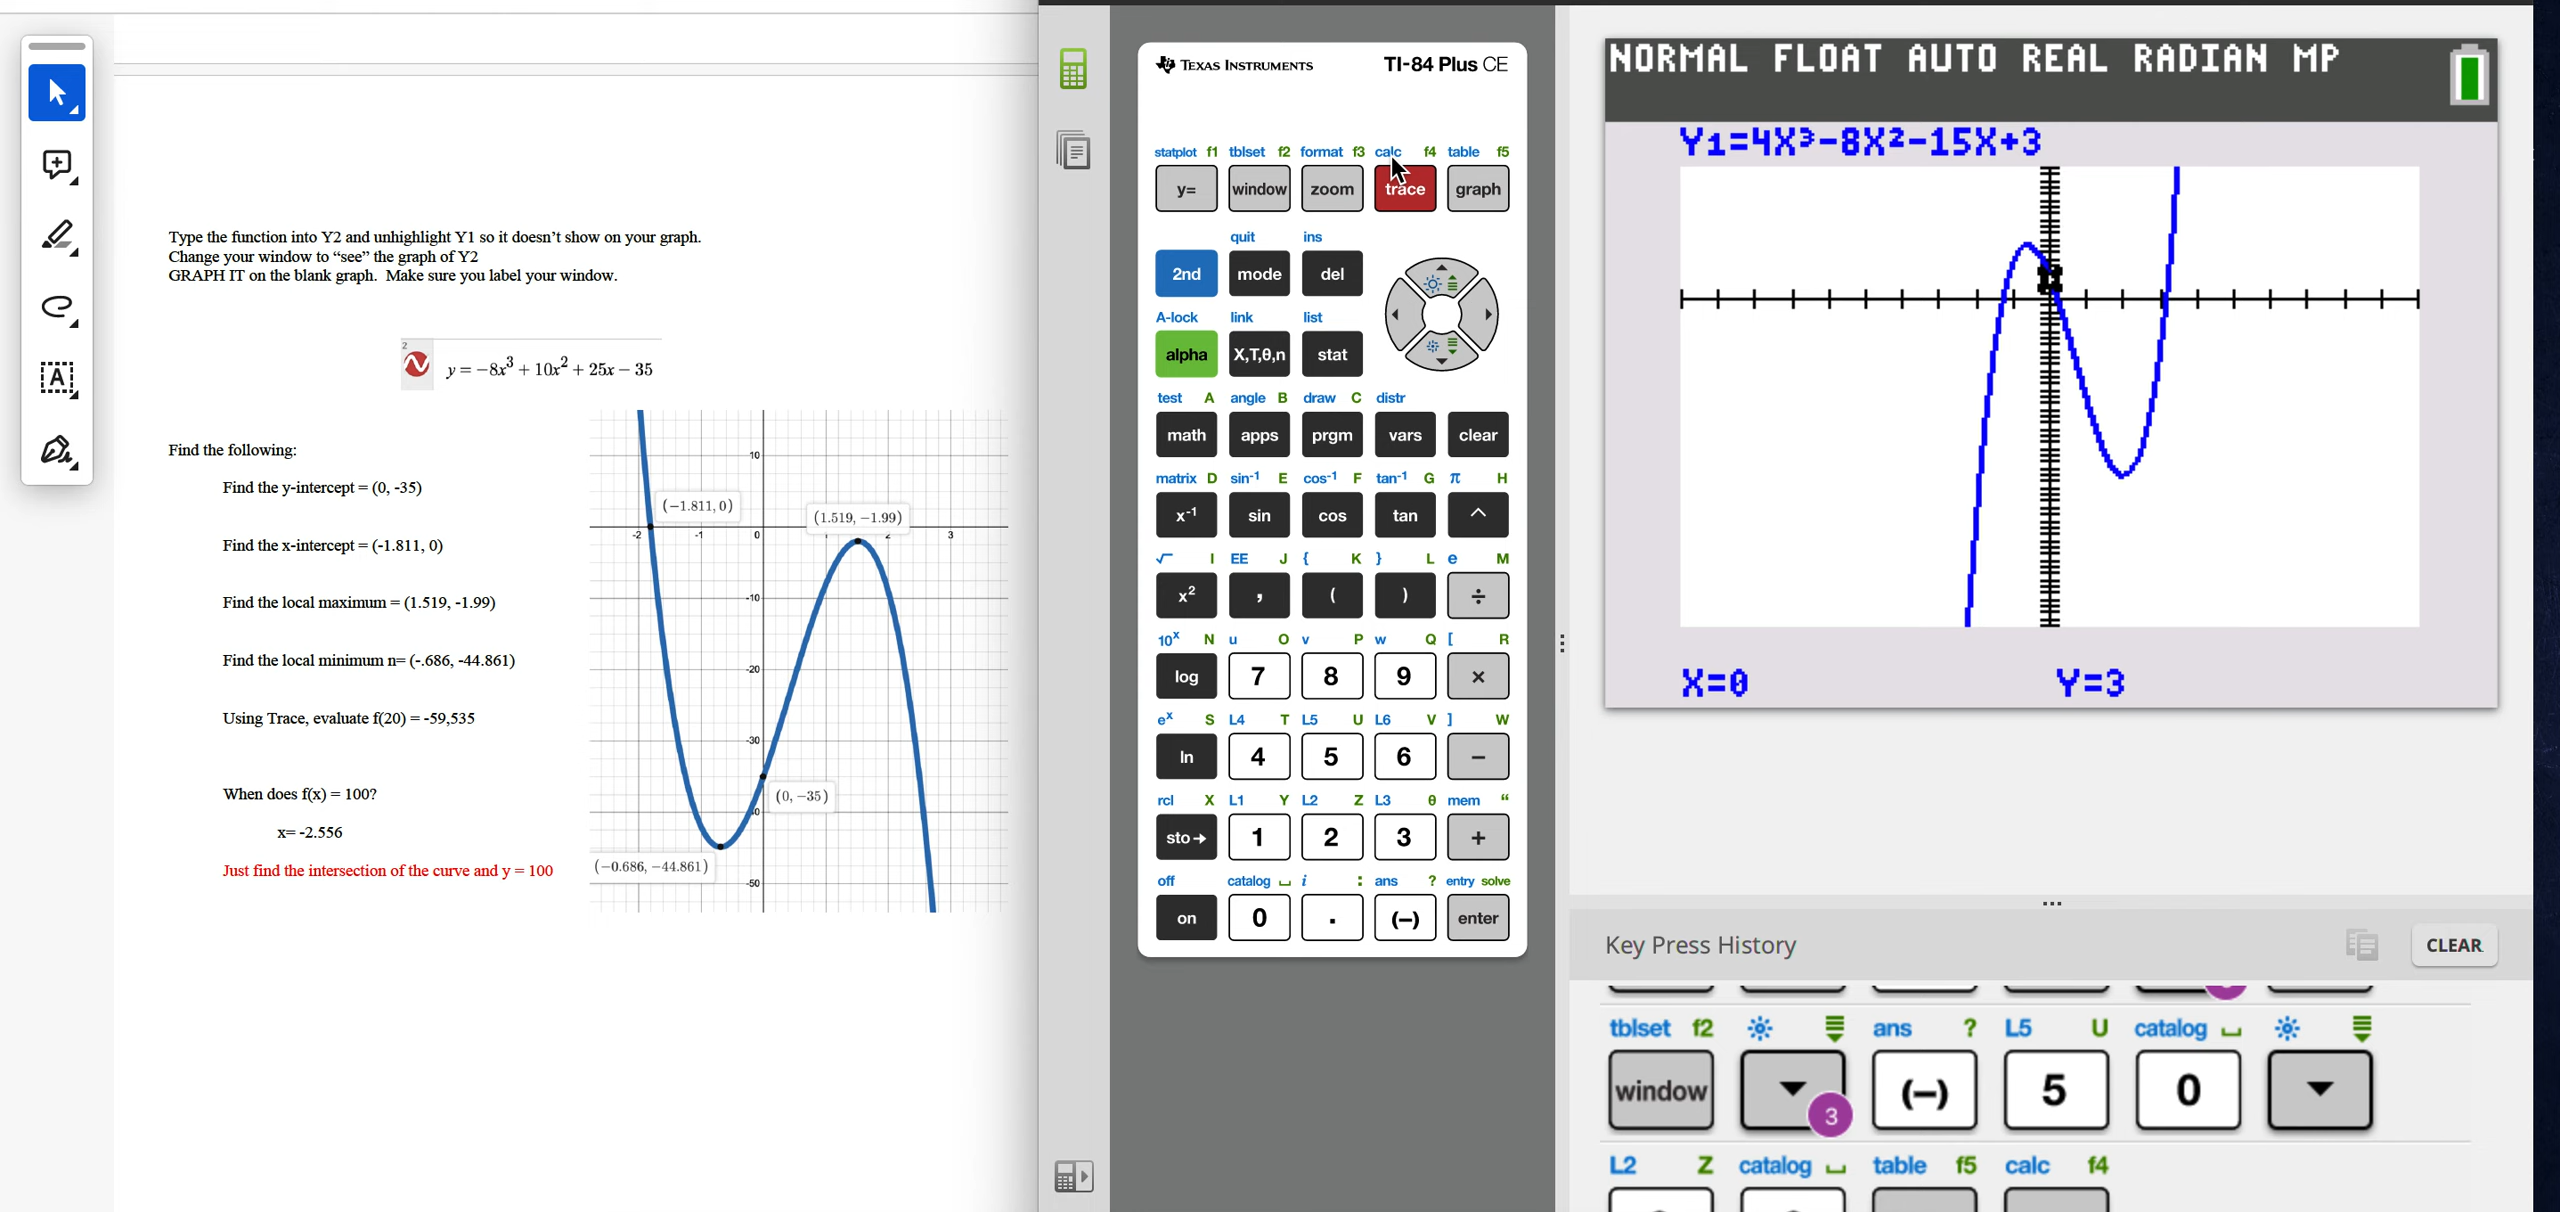 Type the function into Y2 and unhighlight Y1 so it doesn't show on your graph.
Change your window to “see” the graph of Y2
GRAPH IT on the blank graph. Make sure you label your window.
2
y = −8x³ + 10x² + 25x − 35
Find the following:
Find the y-intercept = (0, -35)
Find the x-intercept = (-1.811, 0)
Find the local maximum = (1.519, -1.99)
Find the local minimum n= (-.686, -44.861)
Using Trace, evaluate f(20) = -59,535
When does f(x) = 100?
x= -2.556
Just find the intersection of the curve and y = 100
10
(−1.811, 0)
(1.519, −1.99)
-2 -1 0 2 3
-10
-20
-30
(0, −35)
(−0.686, −44.861)
-50
TEXAS INSTRUMENTS TI-84 Plus CE
statplot f1 tblset f2 format f3 calc f4 table f5
y= window zoom trace graph
quit ins
2nd mode del
A-lock link list
alpha X,T,θ,n stat
test A angle B draw C distr
math apps prgm vars clear
matrix D sin⁻¹ E cos⁻¹ F tan⁻¹ G π H
x⁻¹ sin cos tan ^
√ I EE J { K } L e M
x² , ( ) ÷
10ˣ N u O v P w Q [ R
log 7 8 9 ×
eˣ S L4 T L5 U L6 V ] W
ln 4 5 6 −
rcl X L1 Y L2 Z L3 θ mem “
sto→ 1 2 3 +
off catalog ⎵ i : ans ? entry solve
on 0 . (−) enter
NORMAL FLOAT AUTO REAL RADIAN MP
Y1=4X³-8X²-15X+3
X=0 Y=3
Key Press History CLEAR
tblset f2 ans ? L5 U catalog ⎵
window 3 (−) 5 0
L2 Z catalog ⎵ table f5 calc f4